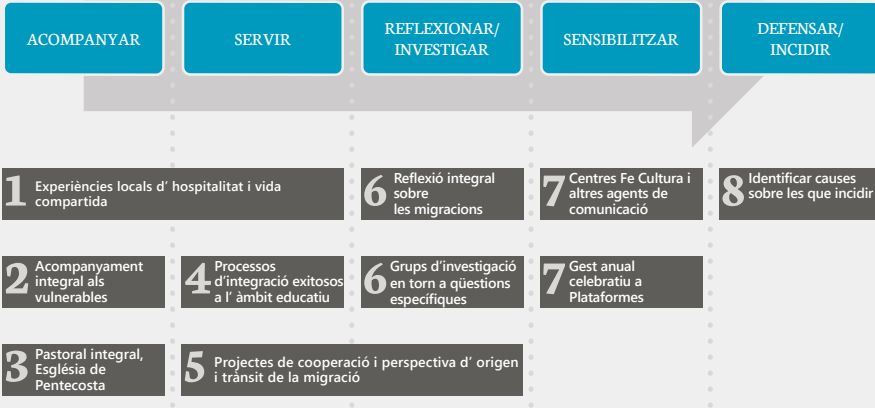 ACOMPANYAR
SERVIR
REFLEXIONAR/
INVESTIGAR
SENSIBILITZAR
DEFENSAR/
INCIDIR
1 Experiències locals d' hospitalitat i vida
compartida
6 Reflexió integral
sobre
les migracions
7 Centres Fe Cultura i
altres agents de
comunicació
8 Identificar causes
sobre les que incidir
2 Acompanyament
integral als
vulnerables
4 Processos
d'integració exitosos
a l' àmbit educatiu
6 Grups d'investigació
en torn a qüestions
específiques
7 Gest anual
celebratiu a
Plataformes
3 Pastoral integral,
Església de
Pentecosta
5 Projectes de cooperació i perspectiva d' origen
i trànsit de la migració